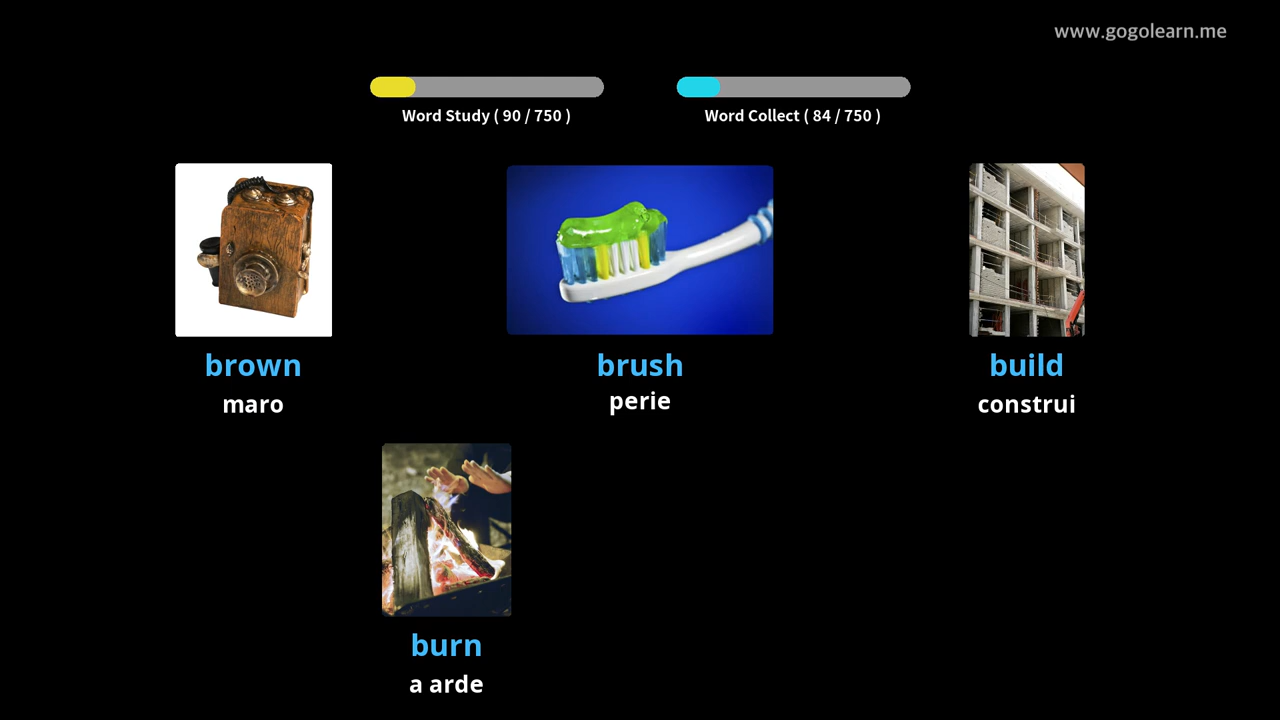 www.gogolearn.me
Word Study ( 90 / 750 )
Word Collect ( 84 / 750 )
brown
maro
brush
perie
build
construi
burn
a arde